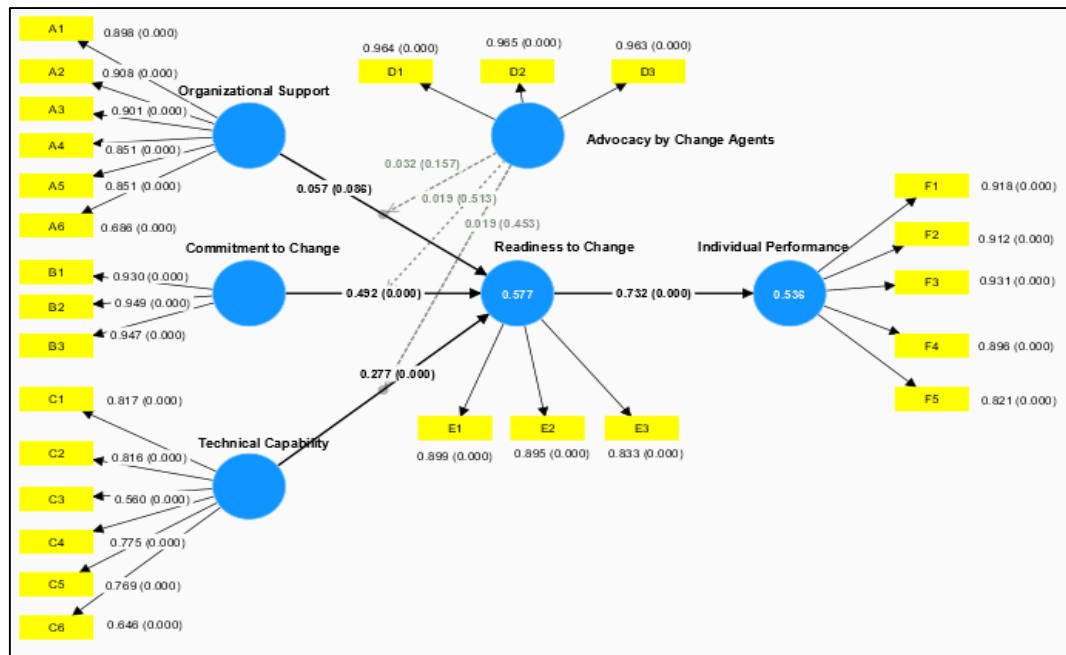 A1
0.898 (0.000)
A2
0.908 (0.000)
A3
0.901 (0.000)
A4
0.851 (0.000)
A5
0.851 (0.000)
A6
0.686 (0.000)
Organizational Support
0.964 (0.000)
0.965 (0.000)
0.963 (0.000)
D1
D2
D3
Advocacy by Change Agents
0.032 (0.157)
0.057 (0.086)
0.019 (0.513)
0.019 (0.453)
Commitment to Change
B1
0.930 (0.000)
B2
0.949 (0.000)
B3
0.947 (0.000)
0.492 (0.000)
Readiness to Change
0.577
0.732 (0.000)
Individual Performance
0.536
F1
0.918 (0.000)
F2
0.912 (0.000)
F3
0.931 (0.000)
F4
0.896 (0.000)
F5
0.821 (0.000)
0.277 (0.000)
C1
0.817 (0.000)
C2
0.816 (0.000)
C3
0.560 (0.000)
C4
0.775 (0.000)
C5
0.769 (0.000)
C6
0.646 (0.000)
Technical Capability
E1
E2
E3
0.899 (0.000)
0.895 (0.000)
0.833 (0.000)